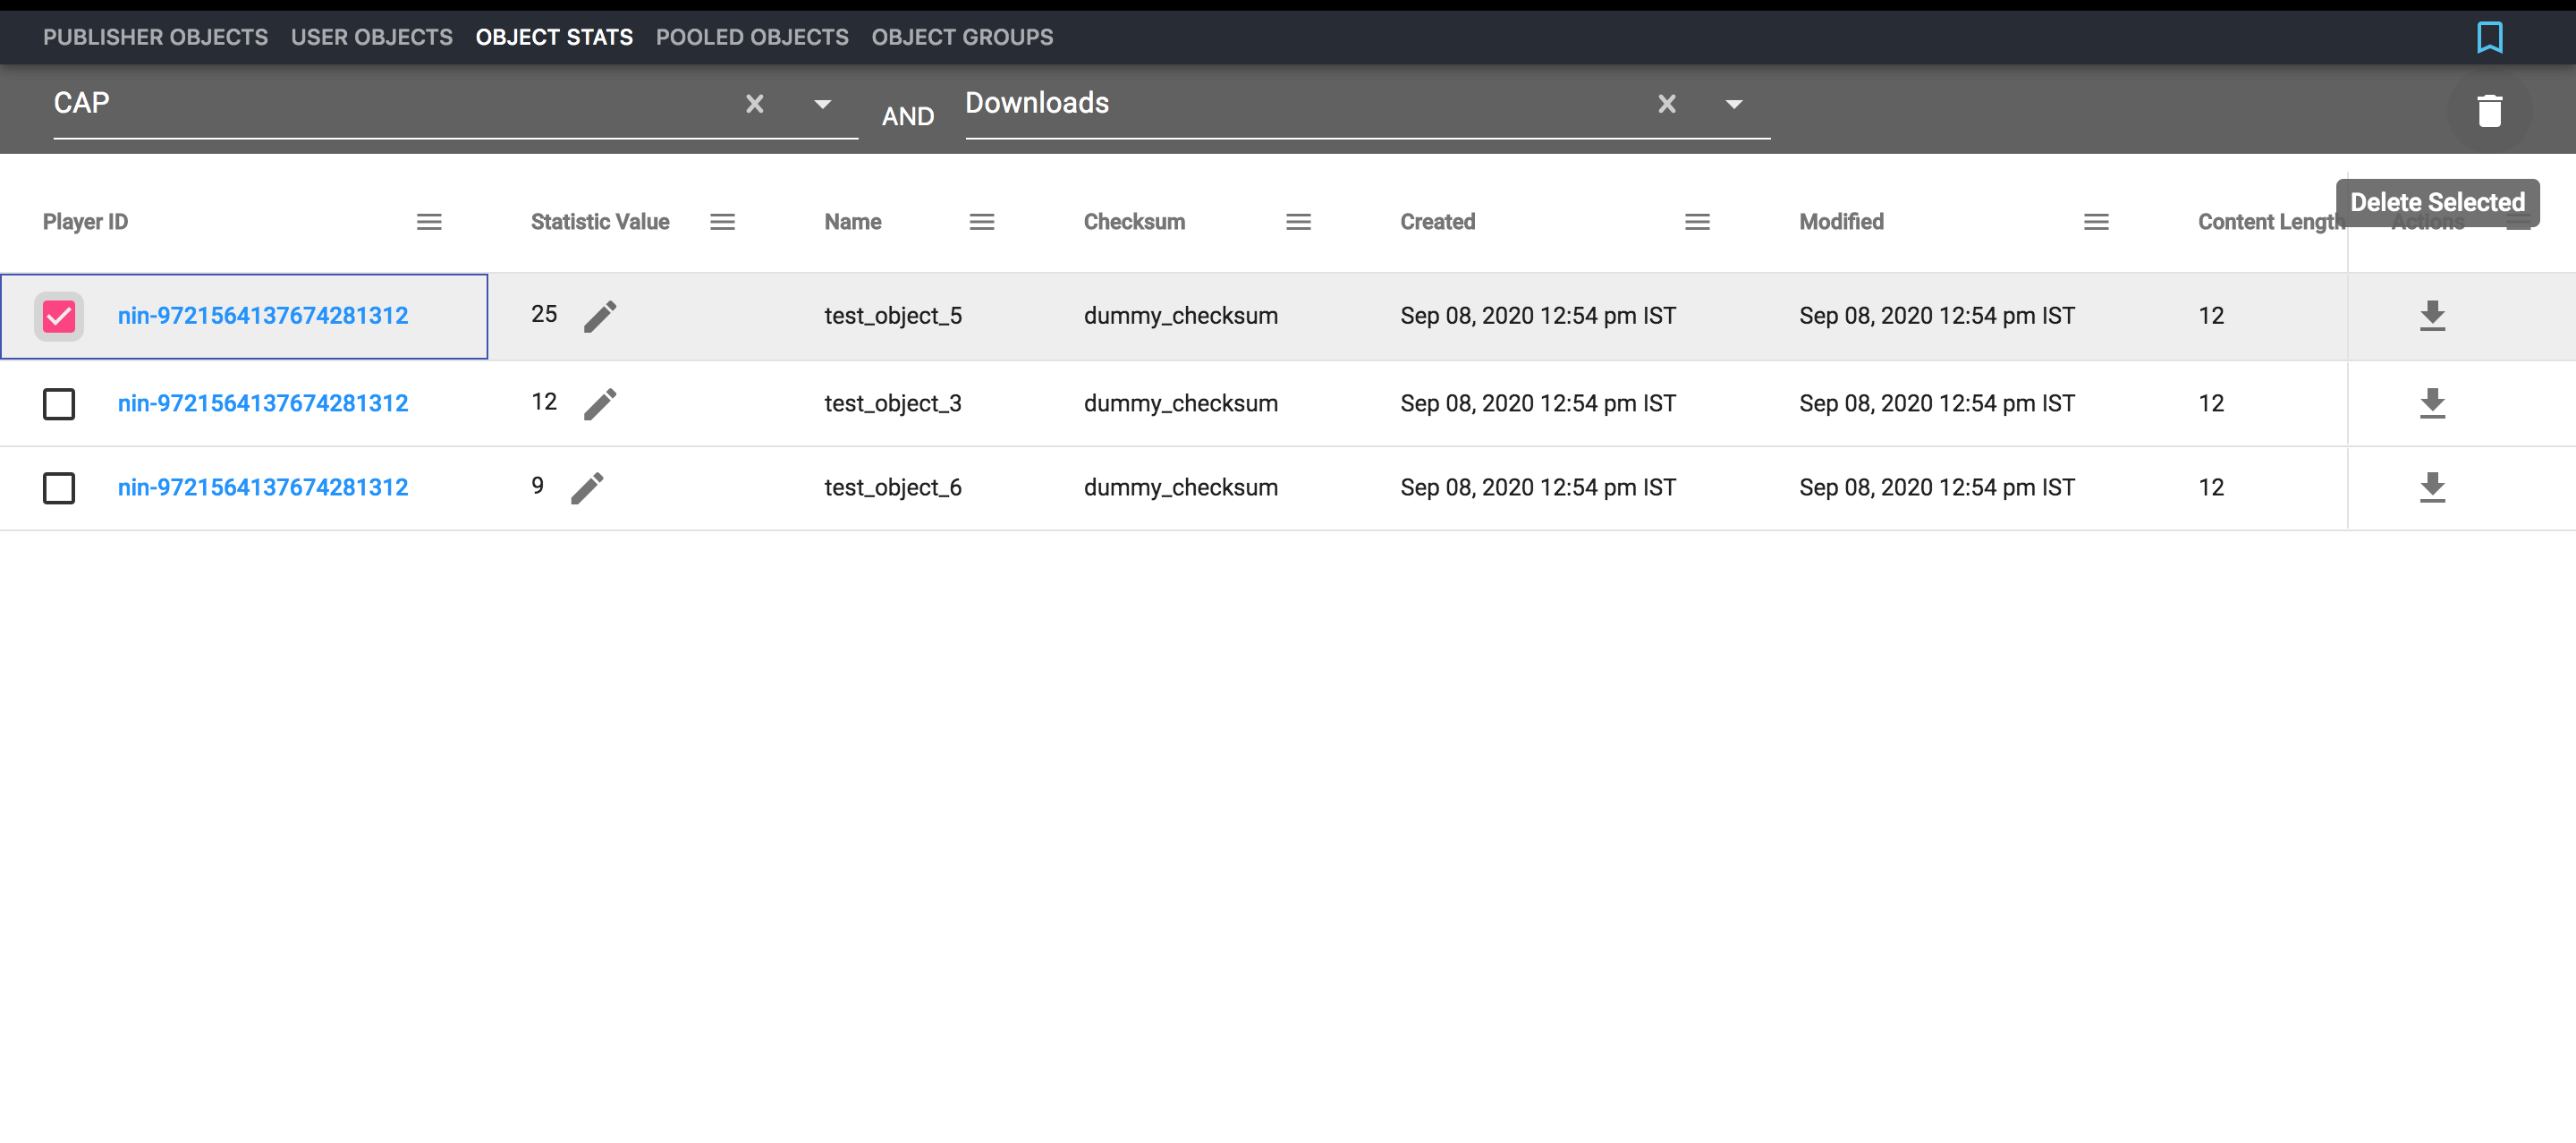 PUBLISHER OBJECTS USER OBJECTS OBJECT STATS POOLED OBJECTS OBJECT GROUPS
CAP AND Downloads
Delete Selected
Player ID Statistic Value Name Checksum Created Modified Content Length Actions
nin-9721564137674281312 25 test_object_5 dummy_checksum Sep 08, 2020 12:54 pm IST Sep 08, 2020 12:54 pm IST 12
nin-9721564137674281312 12 test_object_3 dummy_checksum Sep 08, 2020 12:54 pm IST Sep 08, 2020 12:54 pm IST 12
nin-9721564137674281312 9 test_object_6 dummy_checksum Sep 08, 2020 12:54 pm IST Sep 08, 2020 12:54 pm IST 12